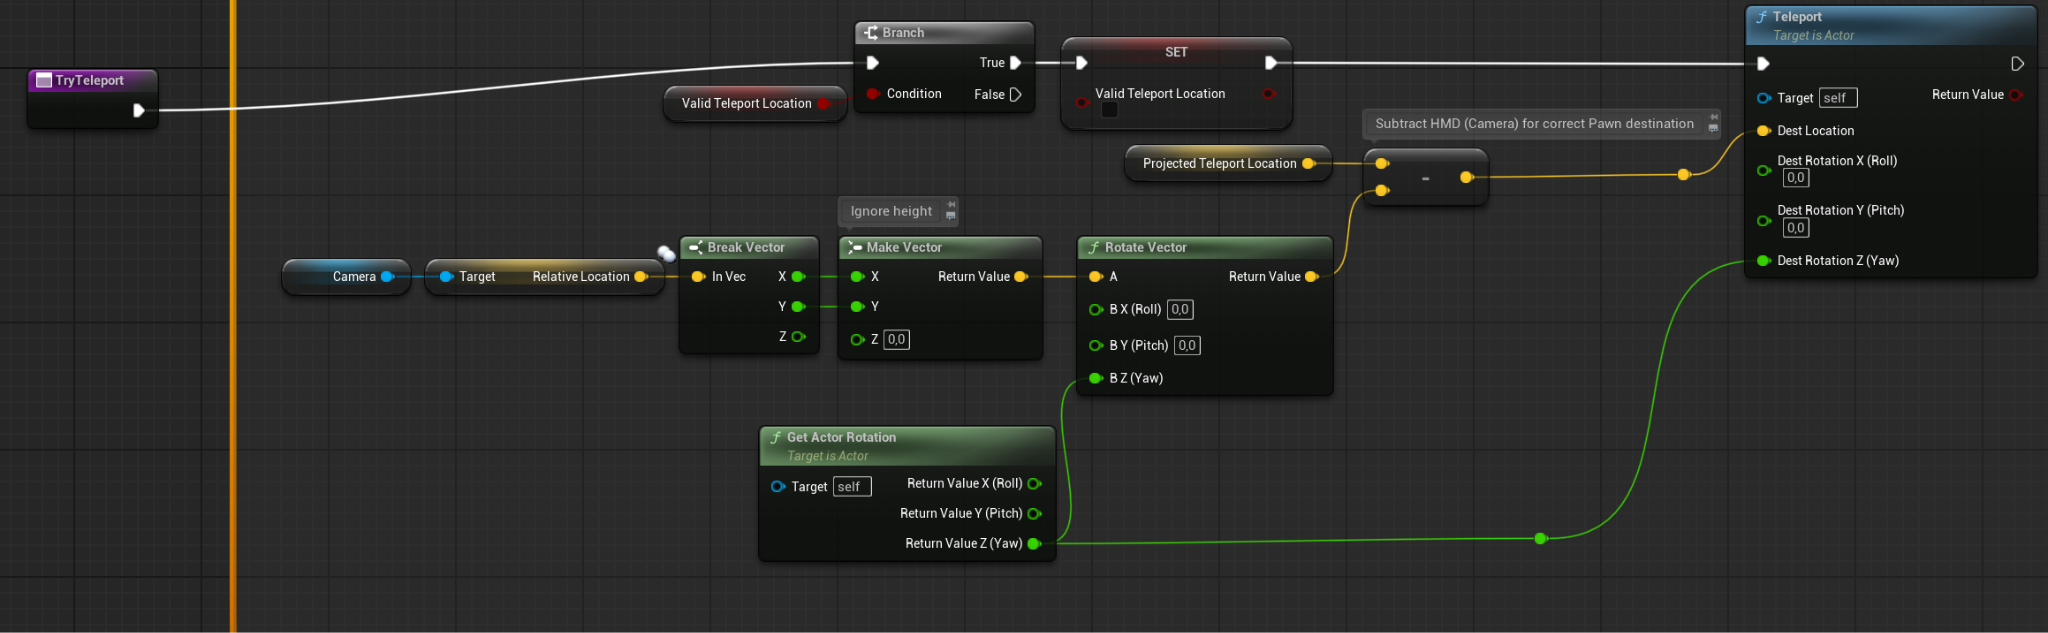 TryTeleport
Branch
True
Condition
False
Valid Teleport Location
SET
Valid Teleport Location
Teleport
Target is Actor
Target self
Return Value
Dest Location
Dest Rotation X (Roll)
0,0
Dest Rotation Y (Pitch)
0,0
Dest Rotation Z (Yaw)
Subtract HMD (Camera) for correct Pawn destination
Projected Teleport Location
-
Ignore height
Camera
Target Relative Location
Break Vector
In Vec X
Y
Z
Make Vector
X Return Value
Y
Z 0,0
Rotate Vector
A Return Value
B X (Roll) 0,0
B Y (Pitch) 0,0
B Z (Yaw)
Get Actor Rotation
Target is Actor
Target self
Return Value X (Roll)
Return Value Y (Pitch)
Return Value Z (Yaw)